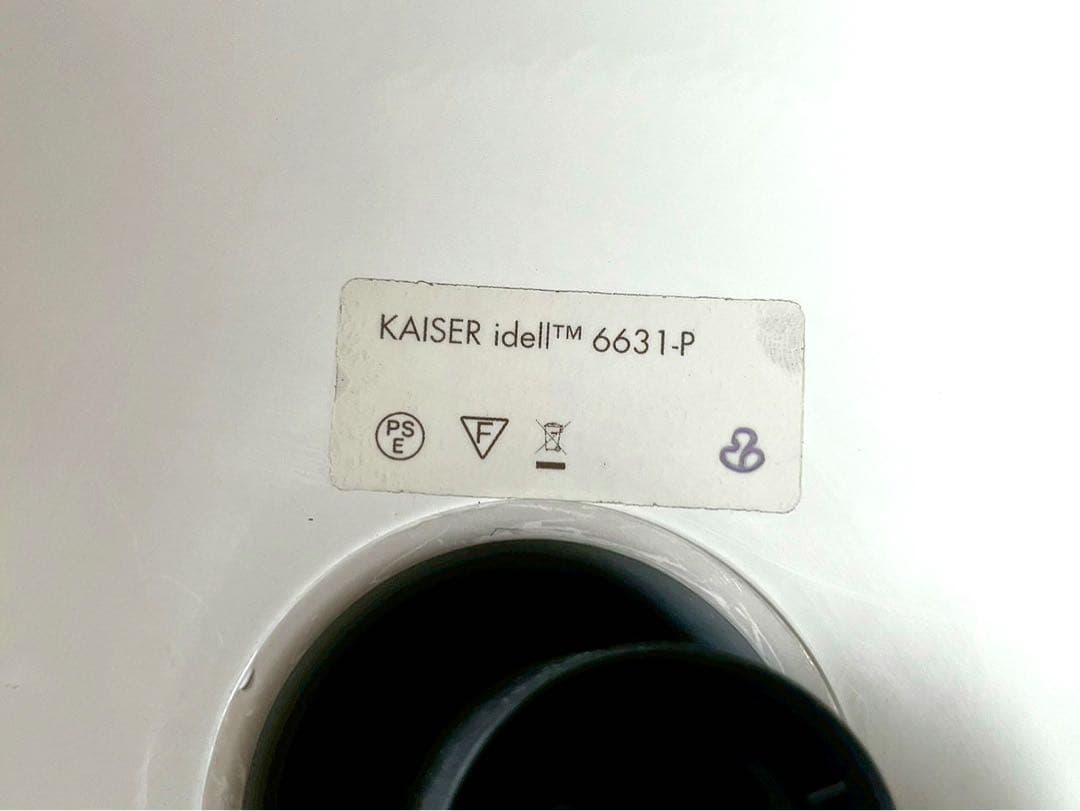 KAISER idell™ 6631-P
PS
E
F